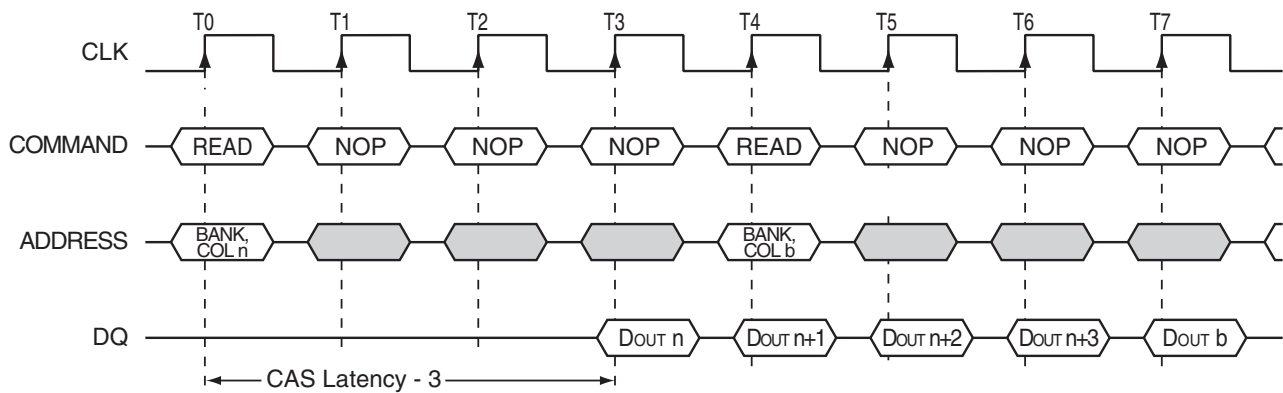 T0 T1 T2 T3 T4 T5 T6 T7
CLK
COMMAND READ NOP NOP NOP READ NOP NOP NOP
ADDRESS BANK, COL n BANK, COL b
DQ DOUT n DOUT n+1 DOUT n+2 DOUT n+3 DOUT b
CAS Latency - 3